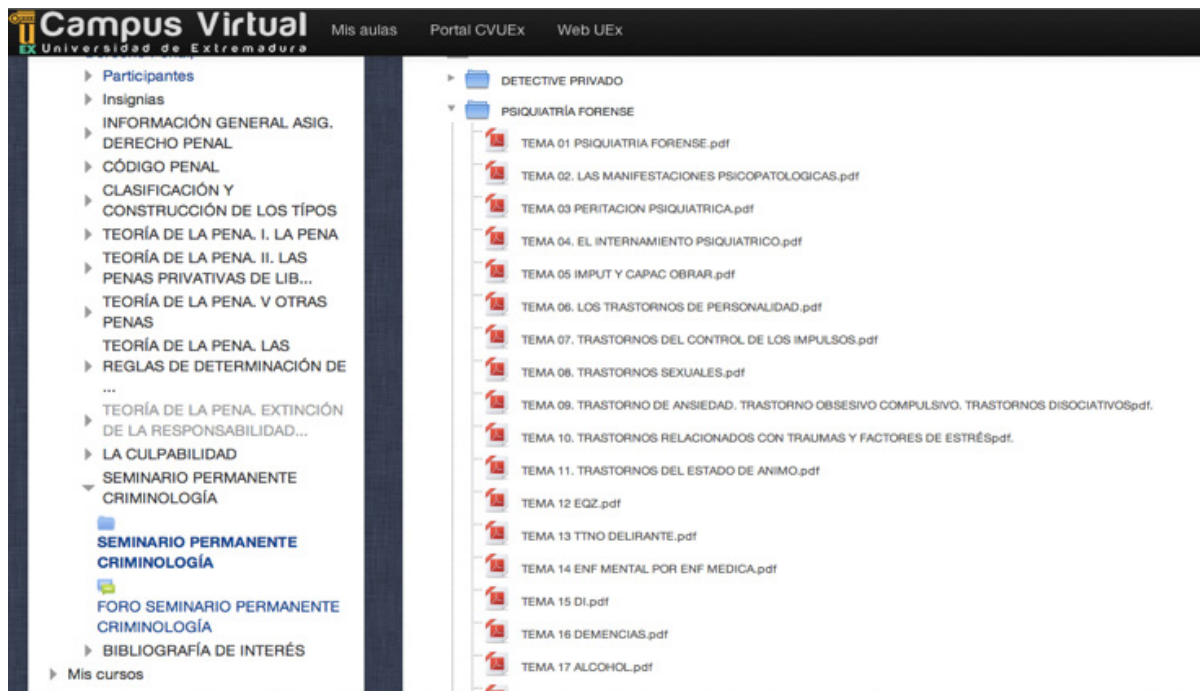 Campus Virtual
Universidad de Extremadura
Mis aulas
Portal CVUEx
Web UEx
Participantes
Insignias
INFORMACIÓN GENERAL ASIG.
DERECHO PENAL
CÓDIGO PENAL
CLASIFICACIÓN Y
CONSTRUCCIÓN DE LOS TÍPOS
TEORÍA DE LA PENA. I. LA PENA
TEORÍA DE LA PENA. II. LAS
PENAS PRIVATIVAS DE LIB...
TEORÍA DE LA PENA. V OTRAS
PENAS
TEORÍA DE LA PENA. LAS
REGLAS DE DETERMINACIÓN DE
...
TEORÍA DE LA PENA. EXTINCIÓN
DE LA RESPONSABILIDAD...
LA CULPABILIDAD
SEMINARIO PERMANENTE
CRIMINOLOGÍA
SEMINARIO PERMANENTE
CRIMINOLOGÍA
FORO SEMINARIO PERMANENTE
CRIMINOLOGÍA
BIBLIOGRAFÍA DE INTERÉS
Mis cursos
DETECTIVE PRIVADO
PSIQUIATRÍA FORENSE
TEMA 01 PSIQUIATRIA FORENSE.pdf
TEMA 02. LAS MANIFESTACIONES PSICOPATOLOGICAS.pdf
TEMA 03 PERITACION PSIQUIATRICA.pdf
TEMA 04. EL INTERNAMIENTO PSIQUIATRICO.pdf
TEMA 05 IMPUT Y CAPAC OBRAR.pdf
TEMA 06. LOS TRASTORNOS DE PERSONALIDAD.pdf
TEMA 07. TRASTORNOS DEL CONTROL DE LOS IMPULSOS.pdf
TEMA 08. TRASTORNOS SEXUALES.pdf
TEMA 09. TRASTORNO DE ANSIEDAD. TRASTORNO OBSESIVO COMPULSIVO. TRASTORNOS DISOCIATIVOSpdf.
TEMA 10. TRASTORNOS RELACIONADOS CON TRAUMAS Y FACTORES DE ESTRÉSpdf.
TEMA 11. TRASTORNOS DEL ESTADO DE ANIMO.pdf
TEMA 12 EQZ.pdf
TEMA 13 TTNO DELIRANTE.pdf
TEMA 14 ENF MENTAL POR ENF MEDICA.pdf
TEMA 15 DI.pdf
TEMA 16 DEMENCIAS.pdf
TEMA 17 ALCOHOL.pdf